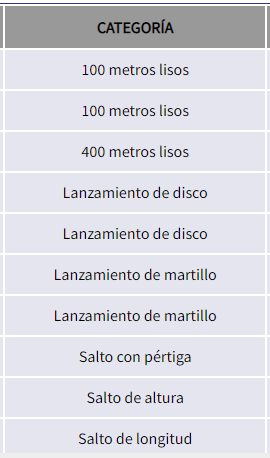 CATEGORÍA
100 metros lisos
100 metros lisos
400 metros lisos
Lanzamiento de disco
Lanzamiento de disco
Lanzamiento de martillo
Lanzamiento de martillo
Salto con pértiga
Salto de altura
Salto de longitud